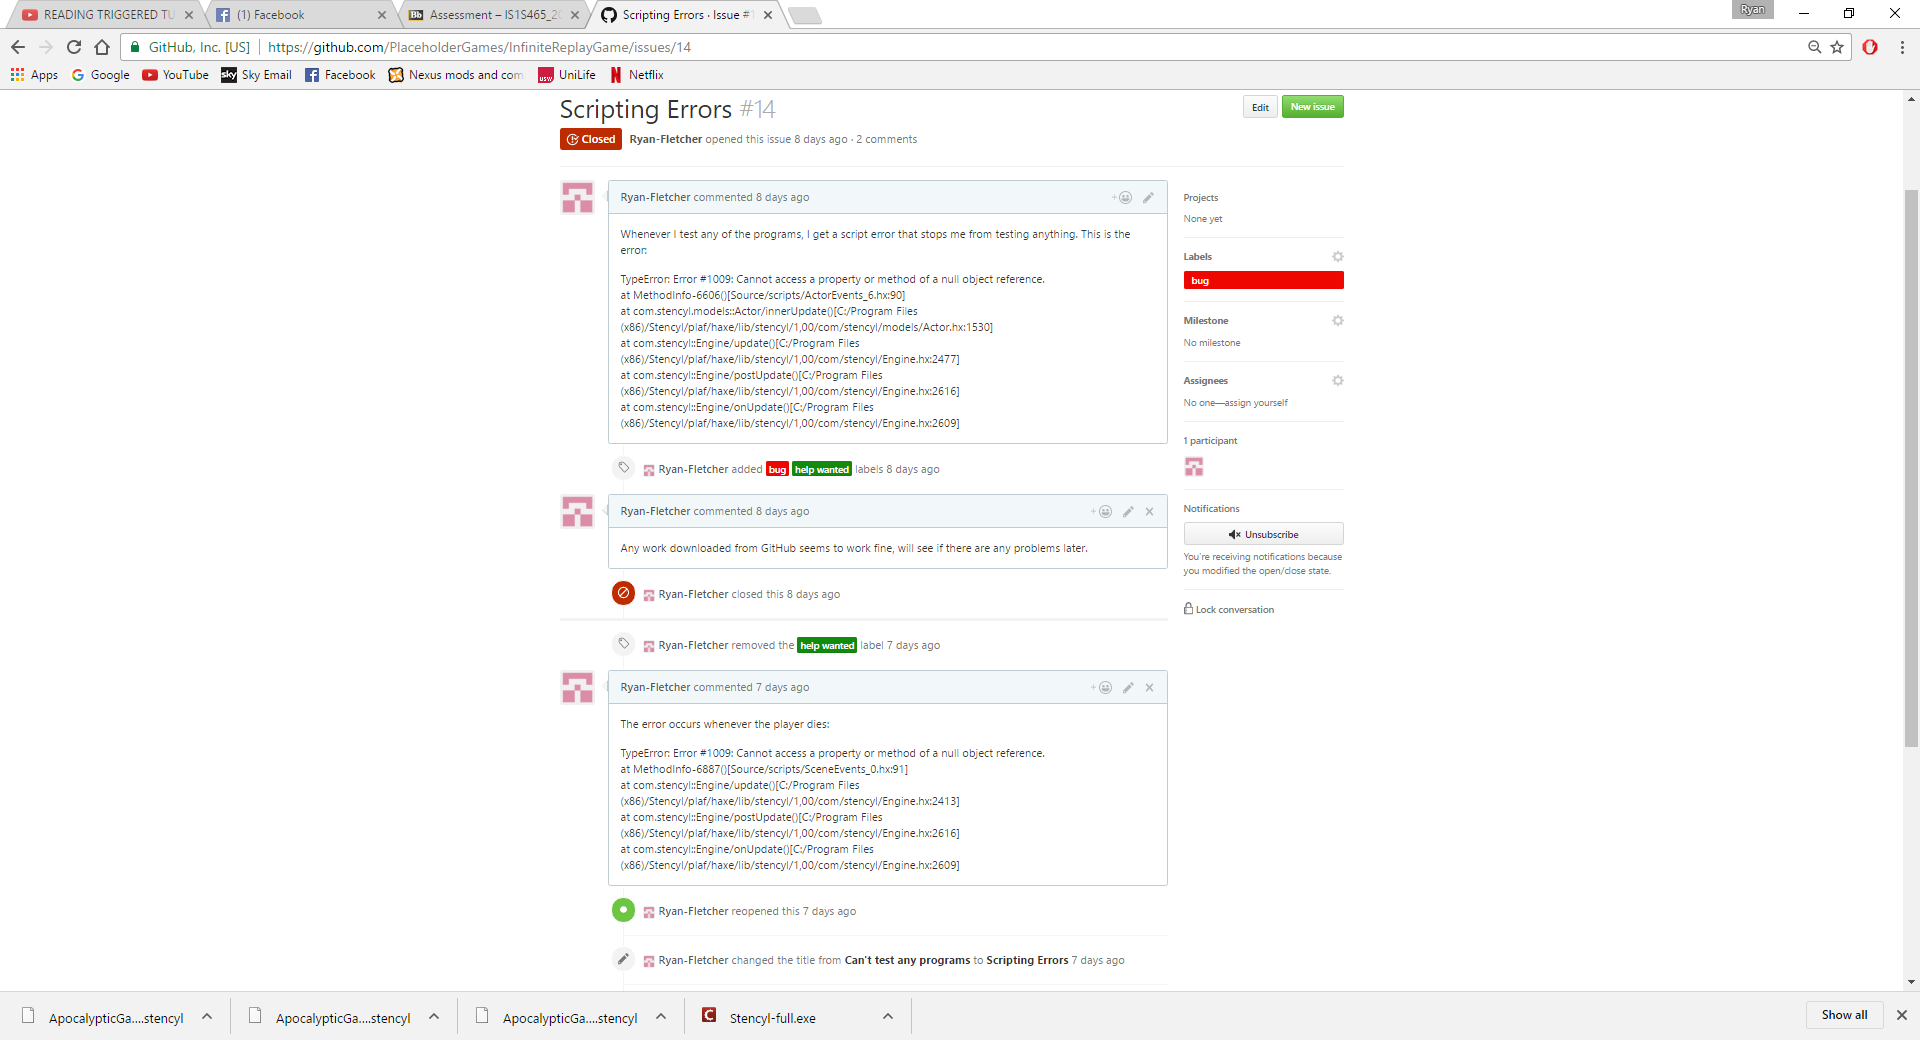 READING TRIGGERED TU
(1) Facebook
Assessment – IS1S465_20
Scripting Errors · Issue #1
Ryan
GitHub, Inc. [US]
https://github.com/PlaceholderGames/InfiniteReplayGame/issues/14
Apps
Google
YouTube
sky
Sky Email
Facebook
Nexus mods and com
UniLife
Netflix
Scripting Errors #14
Edit
New issue
Closed
Ryan-Fletcher opened this issue 8 days ago · 2 comments
Ryan-Fletcher commented 8 days ago
Whenever I test any of the programs, I get a script error that stops me from testing anything. This is the
error:
TypeError: Error #1009: Cannot access a property or method of a null object reference.
at MethodInfo-6606()[Source/scripts/ActorEvents_6.hx:90]
at com.stencyl.models::Actor/innerUpdate()[C:/Program Files
(x86)/Stencyl/plaf/haxe/lib/stencyl/1,00/com/stencyl/models/Actor.hx:1530]
at com.stencyl::Engine/update()[C:/Program Files
(x86)/Stencyl/plaf/haxe/lib/stencyl/1,00/com/stencyl/Engine.hx:2477]
at com.stencyl::Engine/postUpdate()[C:/Program Files
(x86)/Stencyl/plaf/haxe/lib/stencyl/1,00/com/stencyl/Engine.hx:2616]
at com.stencyl::Engine/onUpdate()[C:/Program Files
(x86)/Stencyl/plaf/haxe/lib/stencyl/1,00/com/stencyl/Engine.hx:2609]
Ryan-Fletcher added bug help wanted labels 8 days ago
Ryan-Fletcher commented 8 days ago
Any work downloaded from GitHub seems to work fine, will see if there are any problems later.
Ryan-Fletcher closed this 8 days ago
Ryan-Fletcher removed the help wanted label 7 days ago
Ryan-Fletcher commented 7 days ago
The error occurs whenever the player dies:
TypeError: Error #1009: Cannot access a property or method of a null object reference.
at MethodInfo-6887()[Source/scripts/SceneEvents_0.hx:91]
at com.stencyl::Engine/update()[C:/Program Files
(x86)/Stencyl/plaf/haxe/lib/stencyl/1,00/com/stencyl/Engine.hx:2413]
at com.stencyl::Engine/postUpdate()[C:/Program Files
(x86)/Stencyl/plaf/haxe/lib/stencyl/1,00/com/stencyl/Engine.hx:2616]
at com.stencyl::Engine/onUpdate()[C:/Program Files
(x86)/Stencyl/plaf/haxe/lib/stencyl/1,00/com/stencyl/Engine.hx:2609]
Ryan-Fletcher reopened this 7 days ago
Ryan-Fletcher changed the title from Can't test any programs to Scripting Errors 7 days ago
Projects
None yet
Labels
bug
Milestone
No milestone
Assignees
No one—assign yourself
1 participant
Notifications
Unsubscribe
You're receiving notifications because
you modified the open/close state.
Lock conversation
ApocalypticGa....stencyl
ApocalypticGa....stencyl
ApocalypticGa....stencyl
Stencyl-full.exe
Show all